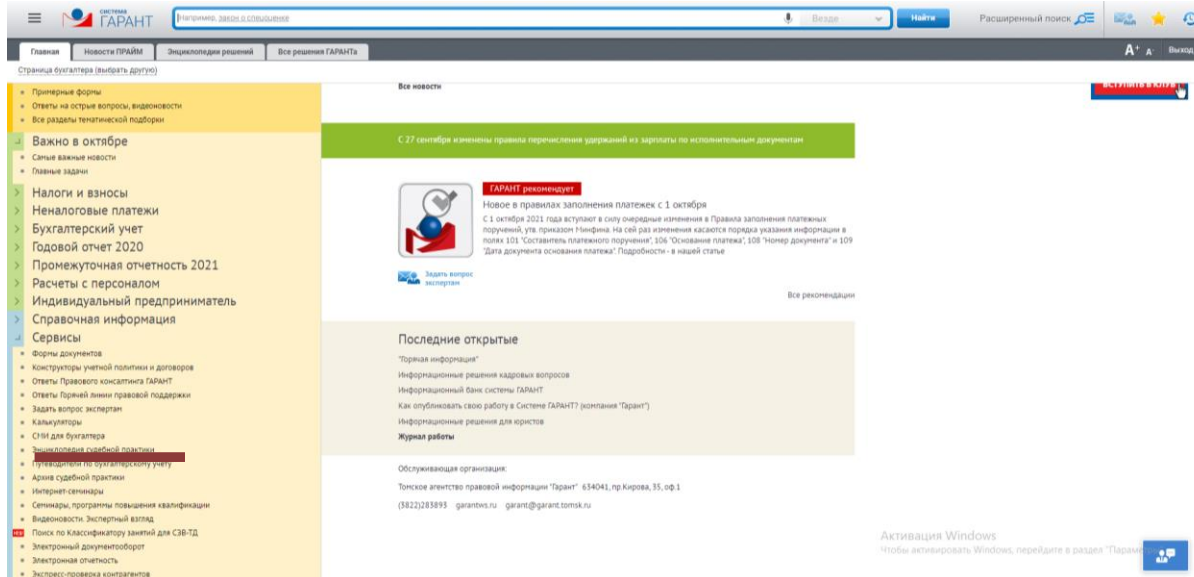 СИСТЕМА
ГАРАНТ
Например, закон о спецоценке
Везде
Найти
Расширенный поиск
Главная
Новости ПРАЙМ
Энциклопедия решений
Все решения ГАРАНТа
А+ А-
Выход
Страница бухгалтера (выбрать другую)
Примерные формы
Ответы на острые вопросы, видеоновости
Все разделы тематической подборки
Важно в октябре
Самые важные новости
Главные задачи
Налоги и взносы
Неналоговые платежи
Бухгалтерский учет
Годовой отчет 2020
Промежуточная отчетность 2021
Расчеты с персоналом
Индивидуальный предприниматель
Справочная информация
Сервисы
Формы документов
Конструкторы учетной политики и договоров
Ответы Правового консалтинга ГАРАНТ
Ответы Горячей линии правовой поддержки
Задать вопрос экспертам
Калькуляторы
СМИ для бухгалтера
Энциклопедия судебной практики
Путеводители по бухгалтерскому учету
Архив судебной практики
Интернет-семинары
Семинары, программы повышения квалификации
Видеоновости. Экспертный взгляд
Поиск по Классификатору занятий для СЗВ-ТД
Электронный документооборот
Электронная отчетность
Экспресс-проверка контрагентов
Все новости
ВСТУПИТЬ В КЛУБ
С 27 сентября изменены правила перечисления удержаний из зарплаты по исполнительным документам
ГАРАНТ рекомендует
Новое в правилах заполнения платежек с 1 октября
С 1 октября 2021 года вступают в силу очередные изменения в Правила заполнения платежных
поручений, утв. приказом Минфина. На сей раз изменения касаются порядка указания информации в
полях 101 "Составитель платежного поручения", 106 "Основание платежа", 108 "Номер документа" и 109
"Дата документа основания платежа". Подробности - в нашей статье
Задать вопрос
экспертам
Все рекомендации
Последние открытые
"Горячая информация"
Информационные решения кадровых вопросов
Информационный банк системы ГАРАНТ
Как опубликовать свою работу в Системе ГАРАНТ? (компания "Гарант")
Информационные решения для юристов
Журнал работы
Обслуживающая организация:
Томское агентство правовой информации "Гарант" 634041, пр.Кирова, 35, оф.1
(3822)283893 garantws.ru garant@garant.tomsk.ru
Активация Windows
Чтобы активировать Windows, перейдите в раздел "Парам